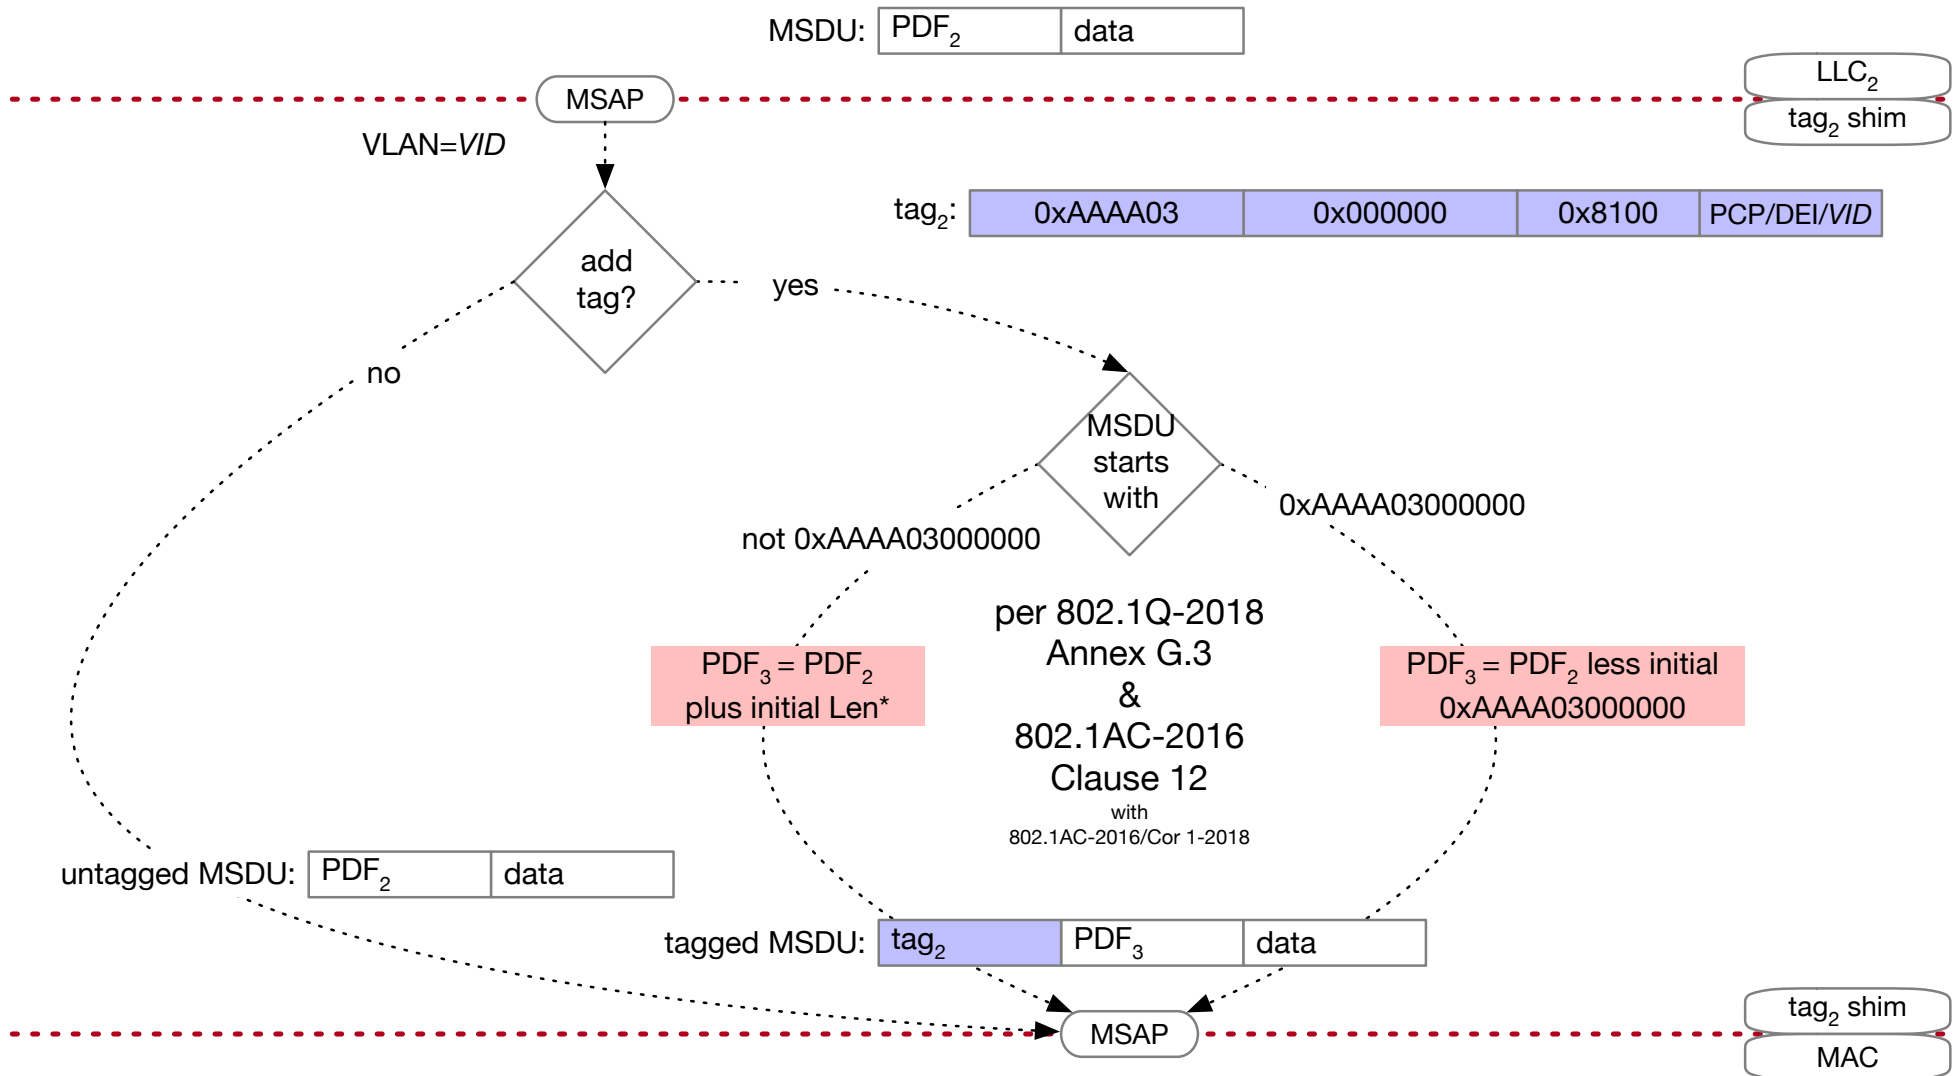 MSDU: PDF2 data
LLC2
MSAP
tag2 shim
VLAN=VID
tag2: 0xAAAA03 0x000000 0x8100 PCP/DEI/VID
add
tag?
yes
no
MSDU
starts
with
0xAAAA03000000
not 0xAAAA03000000
per 802.1Q-2018
Annex G.3
&
802.1AC-2016
Clause 12
with
802.1AC-2016/Cor 1-2018
PDF3 = PDF2
plus initial Len*
PDF3 = PDF2 less initial
0xAAAA03000000
untagged MSDU: PDF2 data
tagged MSDU: tag2 PDF3 data
tag2 shim
MSAP
MAC